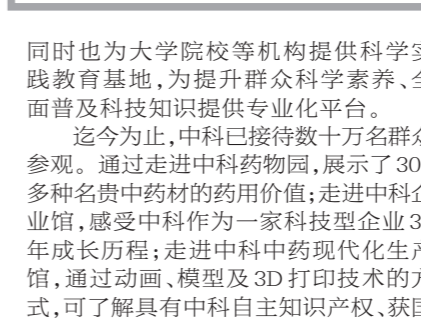 同时也为大学院校等机构提供科学实
践教育基地,为提升群众科学素养、全
面普及科技知识提供专业化平台。
迄今为止,中科已接待数十万名群众
参观。通过走进中科药物园,展示了30
多种名贵中药材的药用价值;走进中科企
业馆,感受中科作为一家科技型企业3
年成长历程;走进中科中药现代化生产
馆,通过动画、模型及3D打印技术的方
式,可了解具有中科自主知识产权、获国